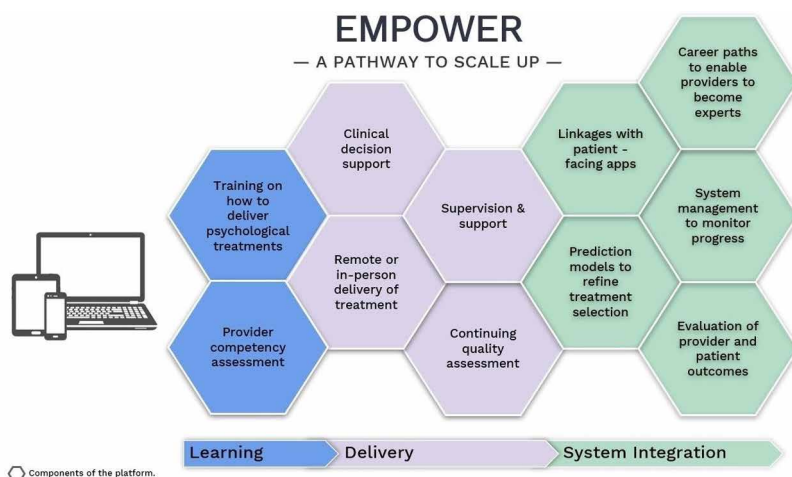 EMPOWER
— A PATHWAY TO SCALE UP —
Training on
how to
deliver
psychological
treatments
Provider
competency
assessment
Clinical
decision
support
Remote or
in-person
delivery of
treatment
Supervision &
support
Continuing
quality
assessment
Linkages with
patient -
facing apps
Prediction
models to
refine
treatment
selection
Career paths
to enable
providers to
become
experts
System
management
to monitor
progress
Evaluation of
provider and
patient
outcomes
Learning
Delivery
System Integration
Components of the platform.